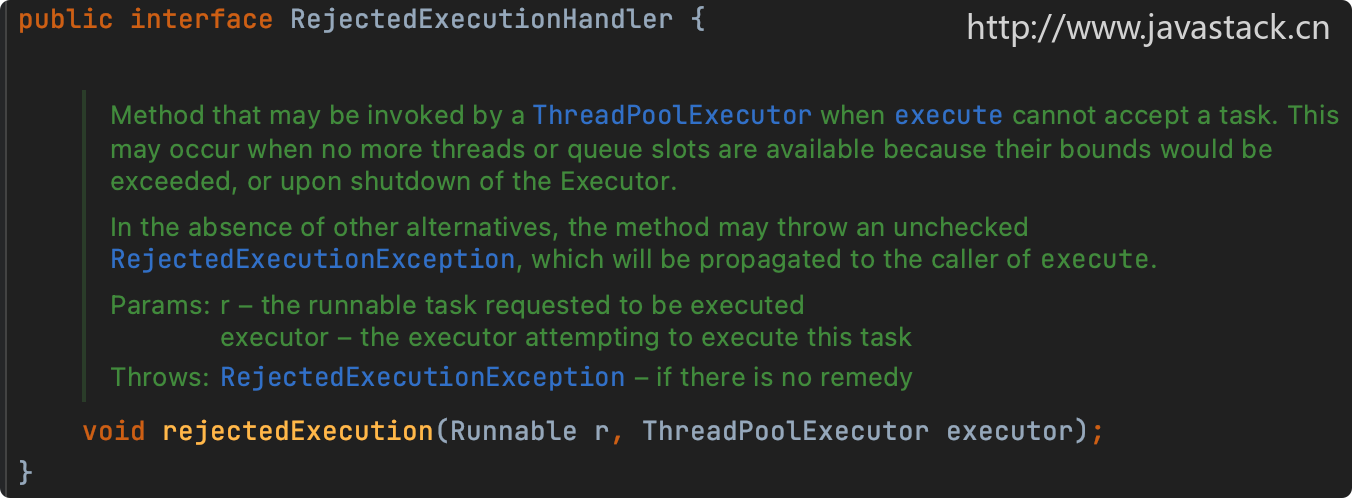 public interface RejectedExecutionHandler {
http://www.javastack.cn
Method that may be invoked by a ThreadPoolExecutor when execute cannot accept a task. This
may occur when no more threads or queue slots are available because their bounds would be
exceeded, or upon shutdown of the Executor.
In the absence of other alternatives, the method may throw an unchecked
RejectedExecutionException, which will be propagated to the caller of execute.
Params: r – the runnable task requested to be executed
executor – the executor attempting to execute this task
Throws: RejectedExecutionException – if there is no remedy
void rejectedExecution(Runnable r, ThreadPoolExecutor executor);
}